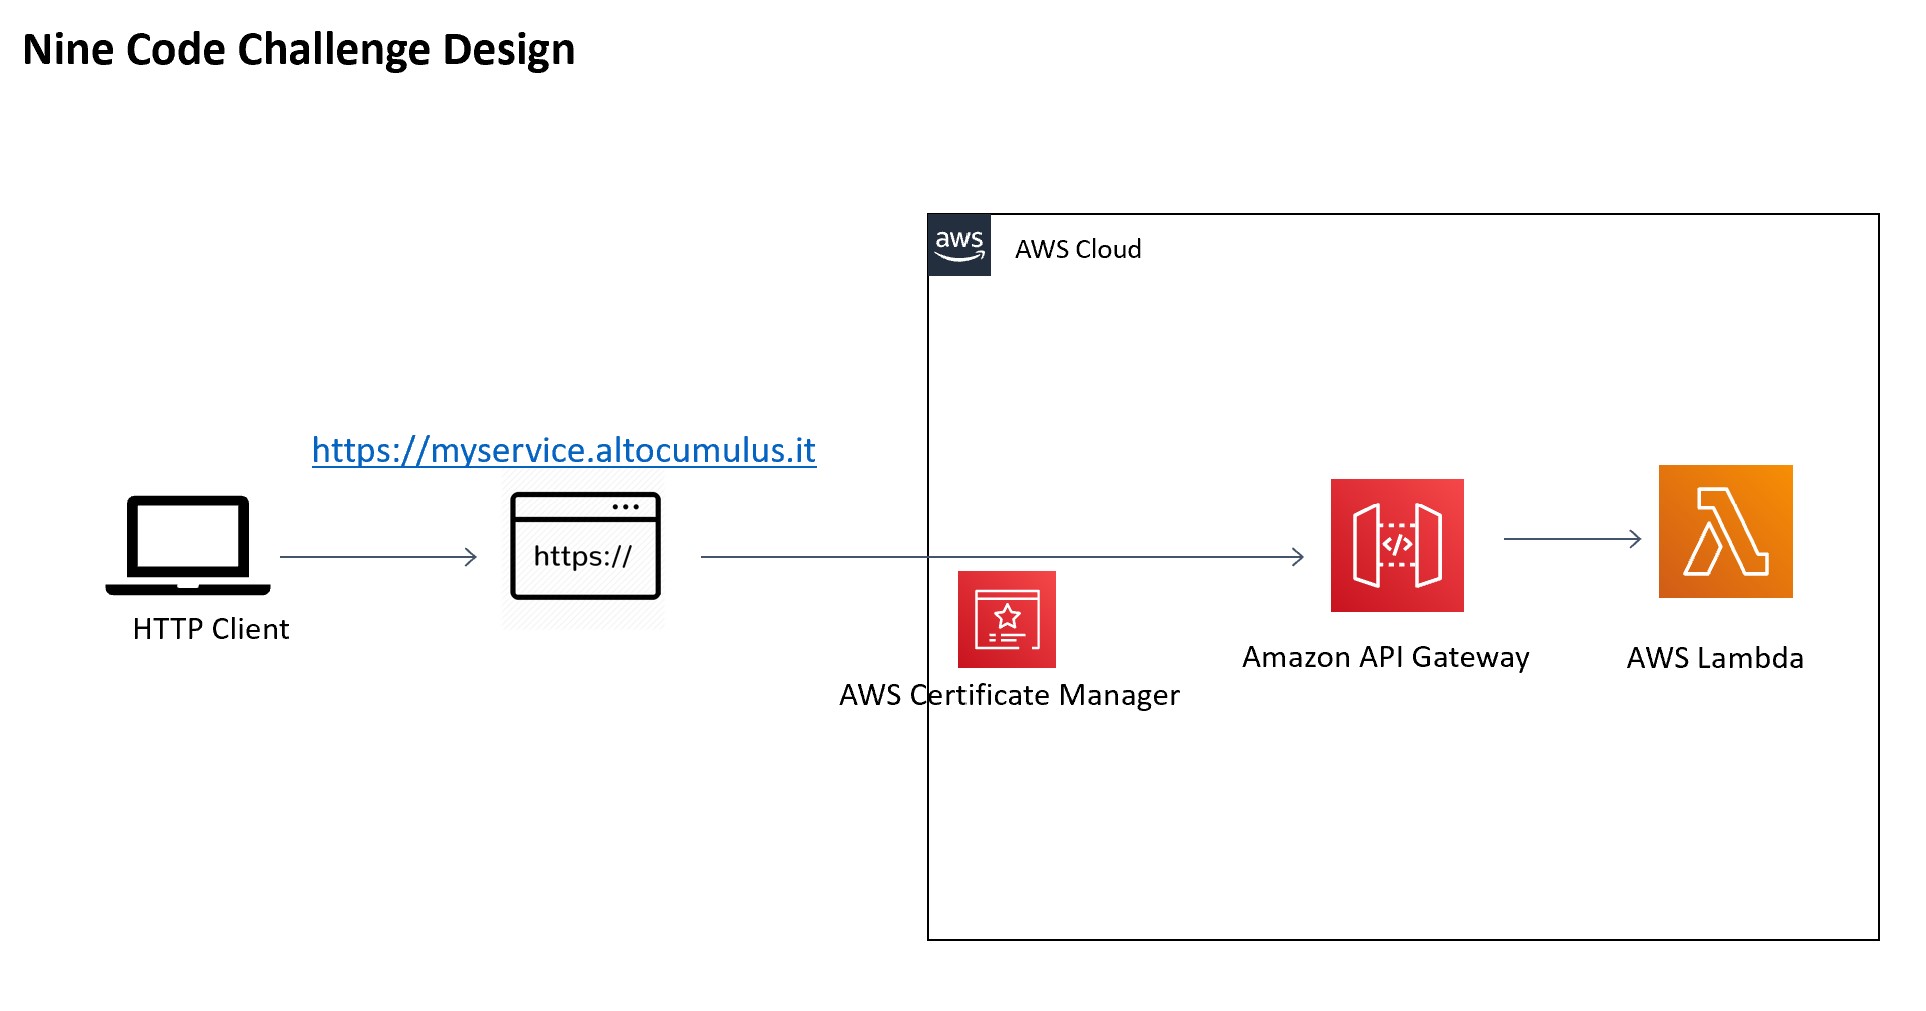 Nine Code Challenge Design
aws
AWS Cloud
https://myservice.altocumulus.it
https://
</>
HTTP Client
AWS Certificate Manager
Amazon API Gateway
AWS Lambda